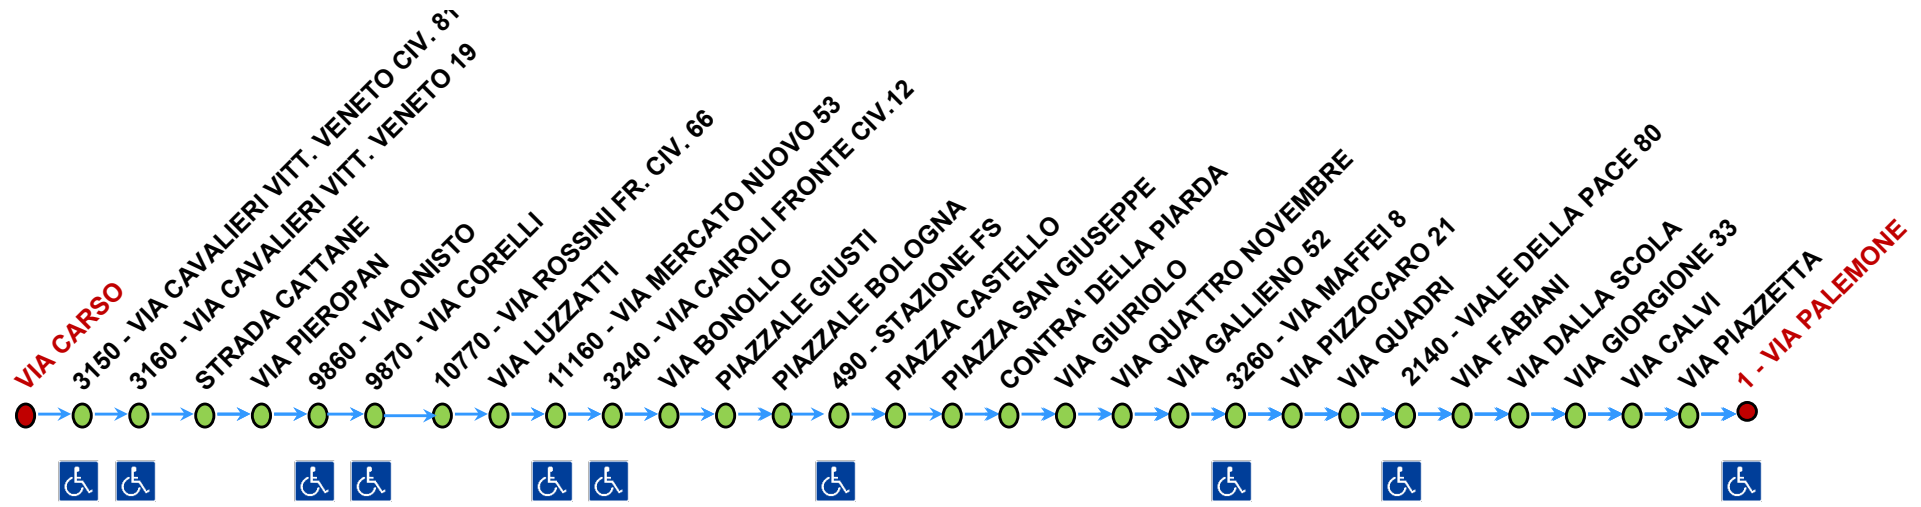 VIA CARSO
3150 - VIA CAVALIERI VITT. VENETO CIV. 81
3160 - VIA CAVALIERI VITT. VENETO 19
STRADA CATTANE
VIA PIEROPAN
9860 - VIA ONISTO
9870 - VIA CORELLI
10770 - VIA ROSSINI FR. CIV. 66
VIA LUZZATTI
11160 - VIA MERCATO NUOVO 53
3240 - VIA CAIROLI FRONTE CIV.12
VIA BONOLLO
PIAZZALE GIUSTI
PIAZZALE BOLOGNA
490 - STAZIONE FS
PIAZZA CASTELLO
PIAZZA SAN GIUSEPPE
CONTRA' DELLA PIARDA
VIA GIURIOLO
VIA QUATTRO NOVEMBRE
VIA GALLIENO 52
3260 - VIA MAFFEI 8
VIA PIZZOCARO 21
VIA QUADRI
2140 - VIALE DELLA PACE 80
VIA FABIANI
VIA DALLA SCOLA
VIA GIORGIONE 33
VIA CALVI
VIA PIAZZETTA
1 - VIA PALEMONE